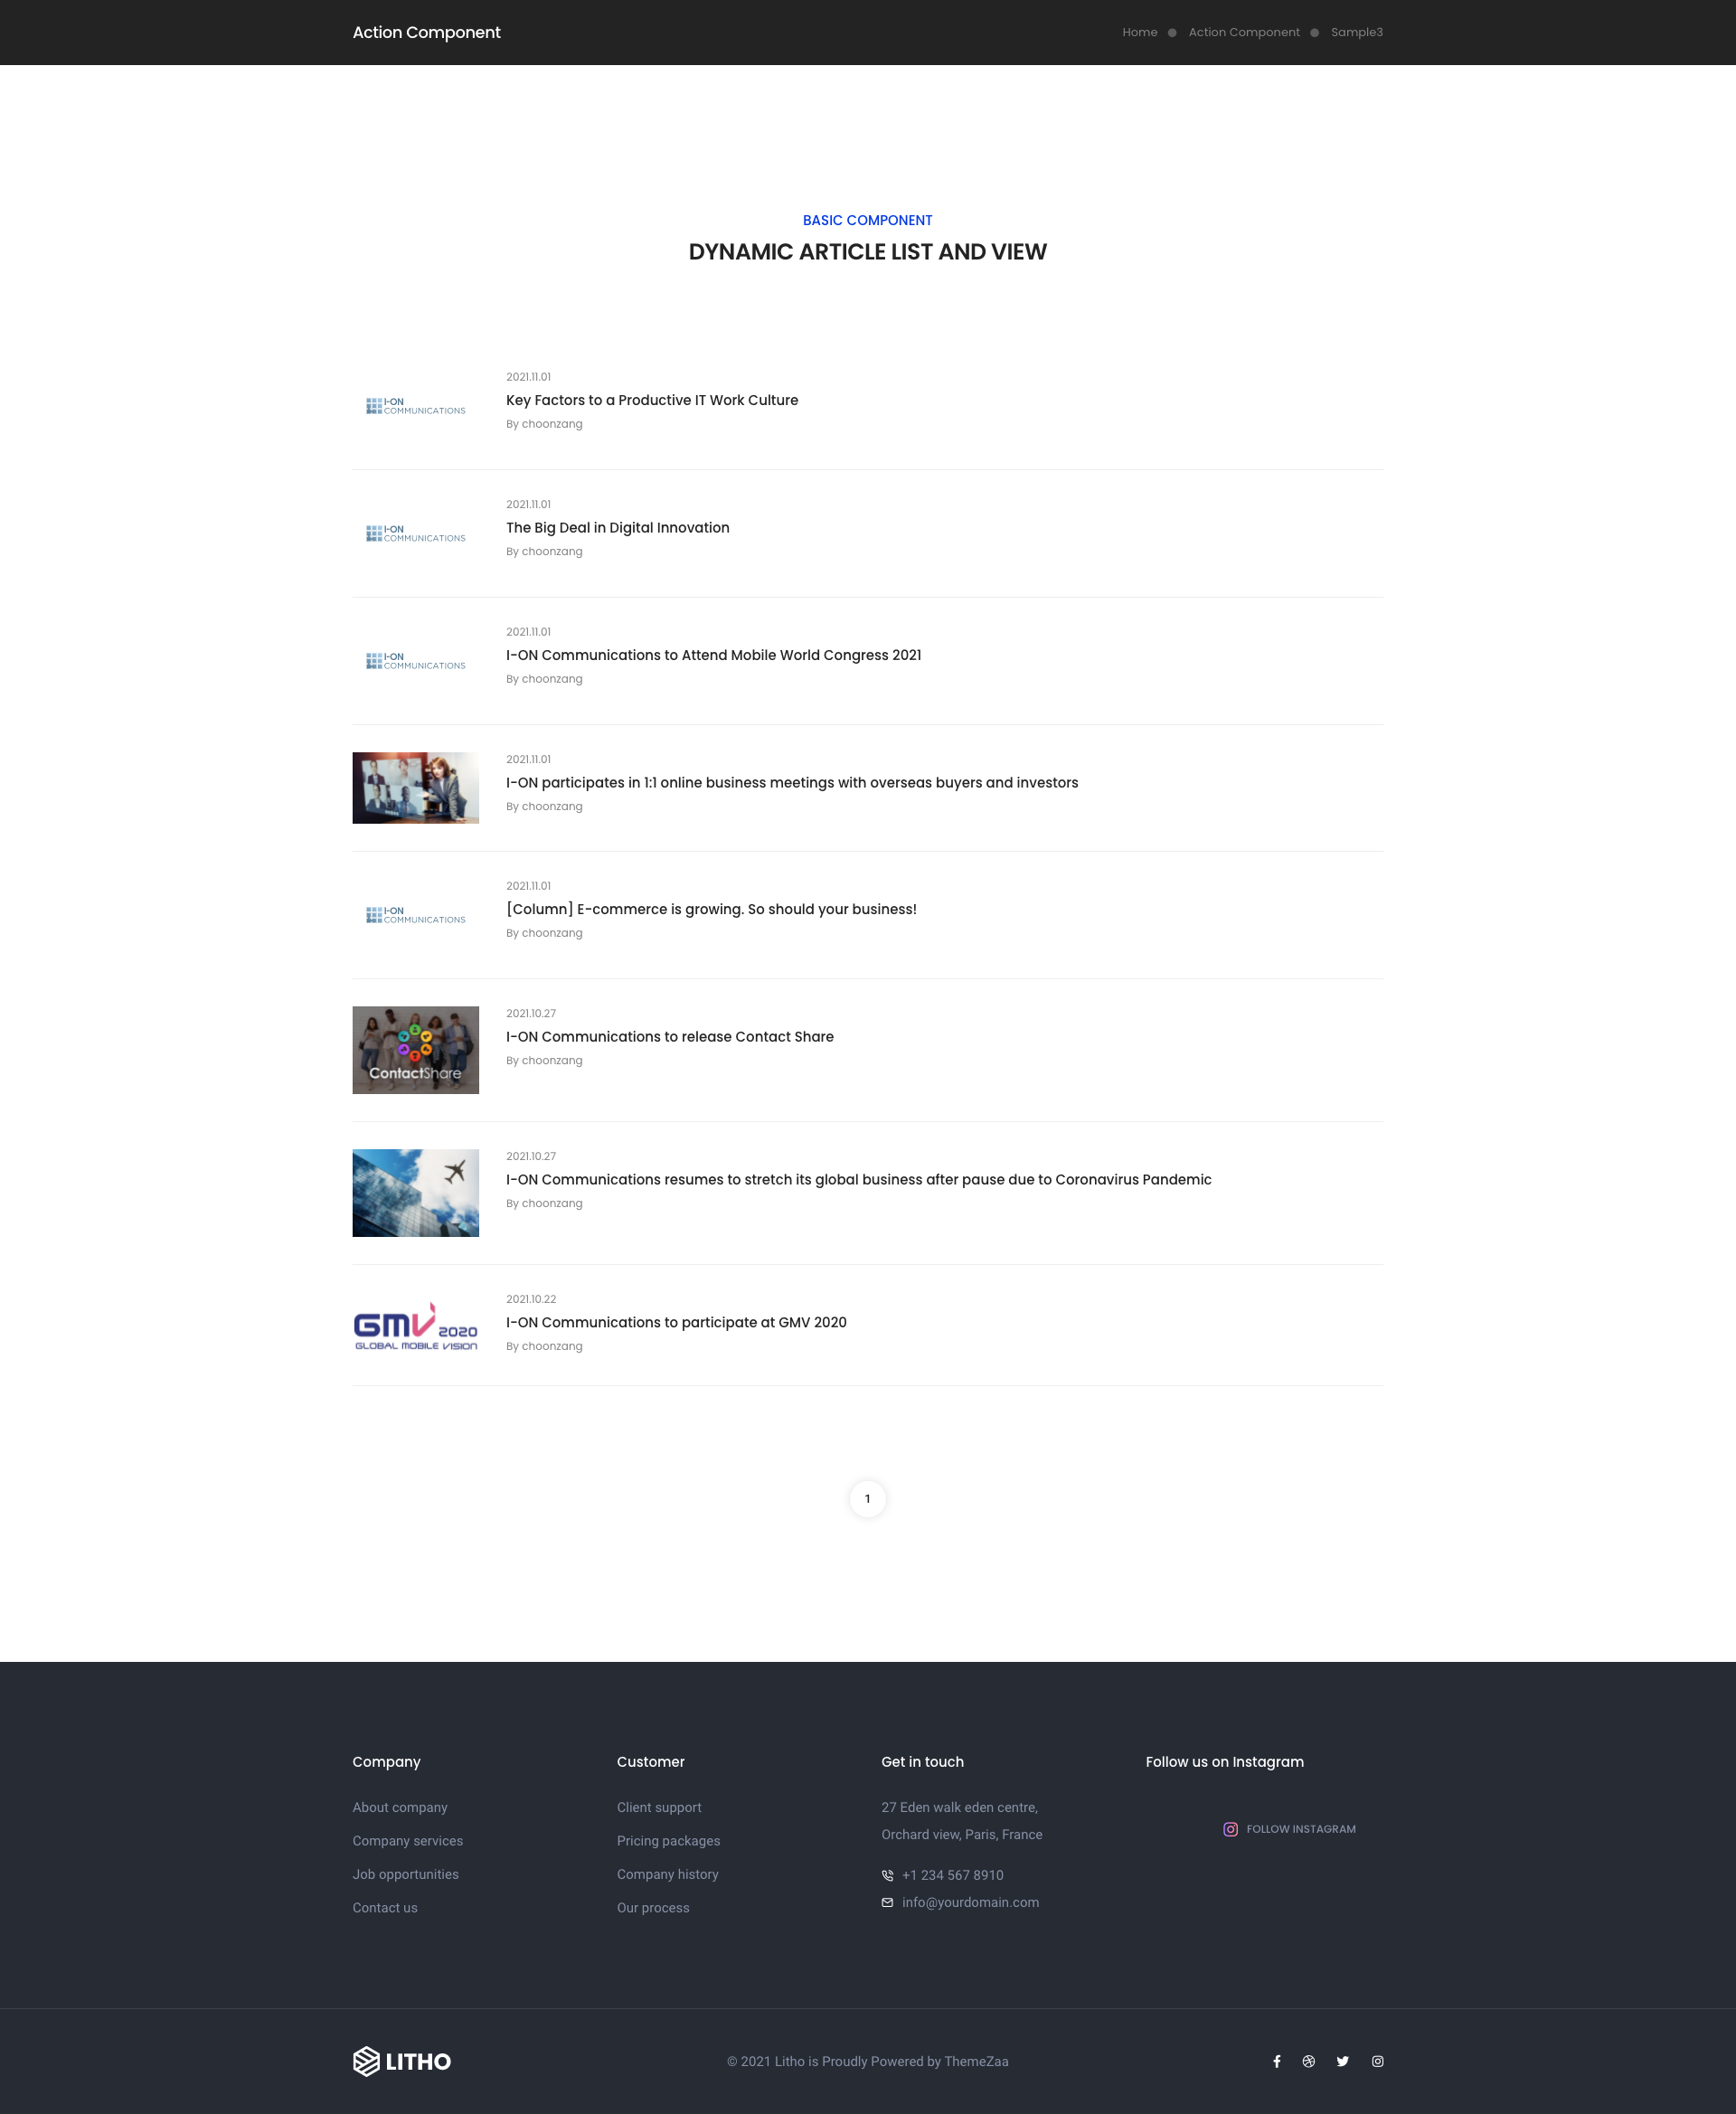 Action Component
Home Action Component Sample3
BASIC COMPONENT
DYNAMIC ARTICLE LIST AND VIEW
I-ON
COMMUNICATIONS
2021.11.01
Key Factors to a Productive IT Work Culture
By choonzang
I-ON
COMMUNICATIONS
2021.11.01
The Big Deal in Digital Innovation
By choonzang
I-ON
COMMUNICATIONS
2021.11.01
I-ON Communications to Attend Mobile World Congress 2021
By choonzang
2021.11.01
I-ON participates in 1:1 online business meetings with overseas buyers and investors
By choonzang
I-ON
COMMUNICATIONS
2021.11.01
[Column] E-commerce is growing. So should your business!
By choonzang
ContactShare
2021.10.27
I-ON Communications to release Contact Share
By choonzang
2021.10.27
I-ON Communications resumes to stretch its global business after pause due to Coronavirus Pandemic
By choonzang
GMV 2020
GLOBAL MOBILE VISION
2021.10.22
I-ON Communications to participate at GMV 2020
By choonzang
1
Company
About company
Company services
Job opportunities
Contact us
Customer
Client support
Pricing packages
Company history
Our process
Get in touch
27 Eden walk eden centre,
Orchard view, Paris, France
+1 234 567 8910
info@yourdomain.com
Follow us on Instagram
FOLLOW INSTAGRAM
LITHO
© 2021 Litho is Proudly Powered by ThemeZaa